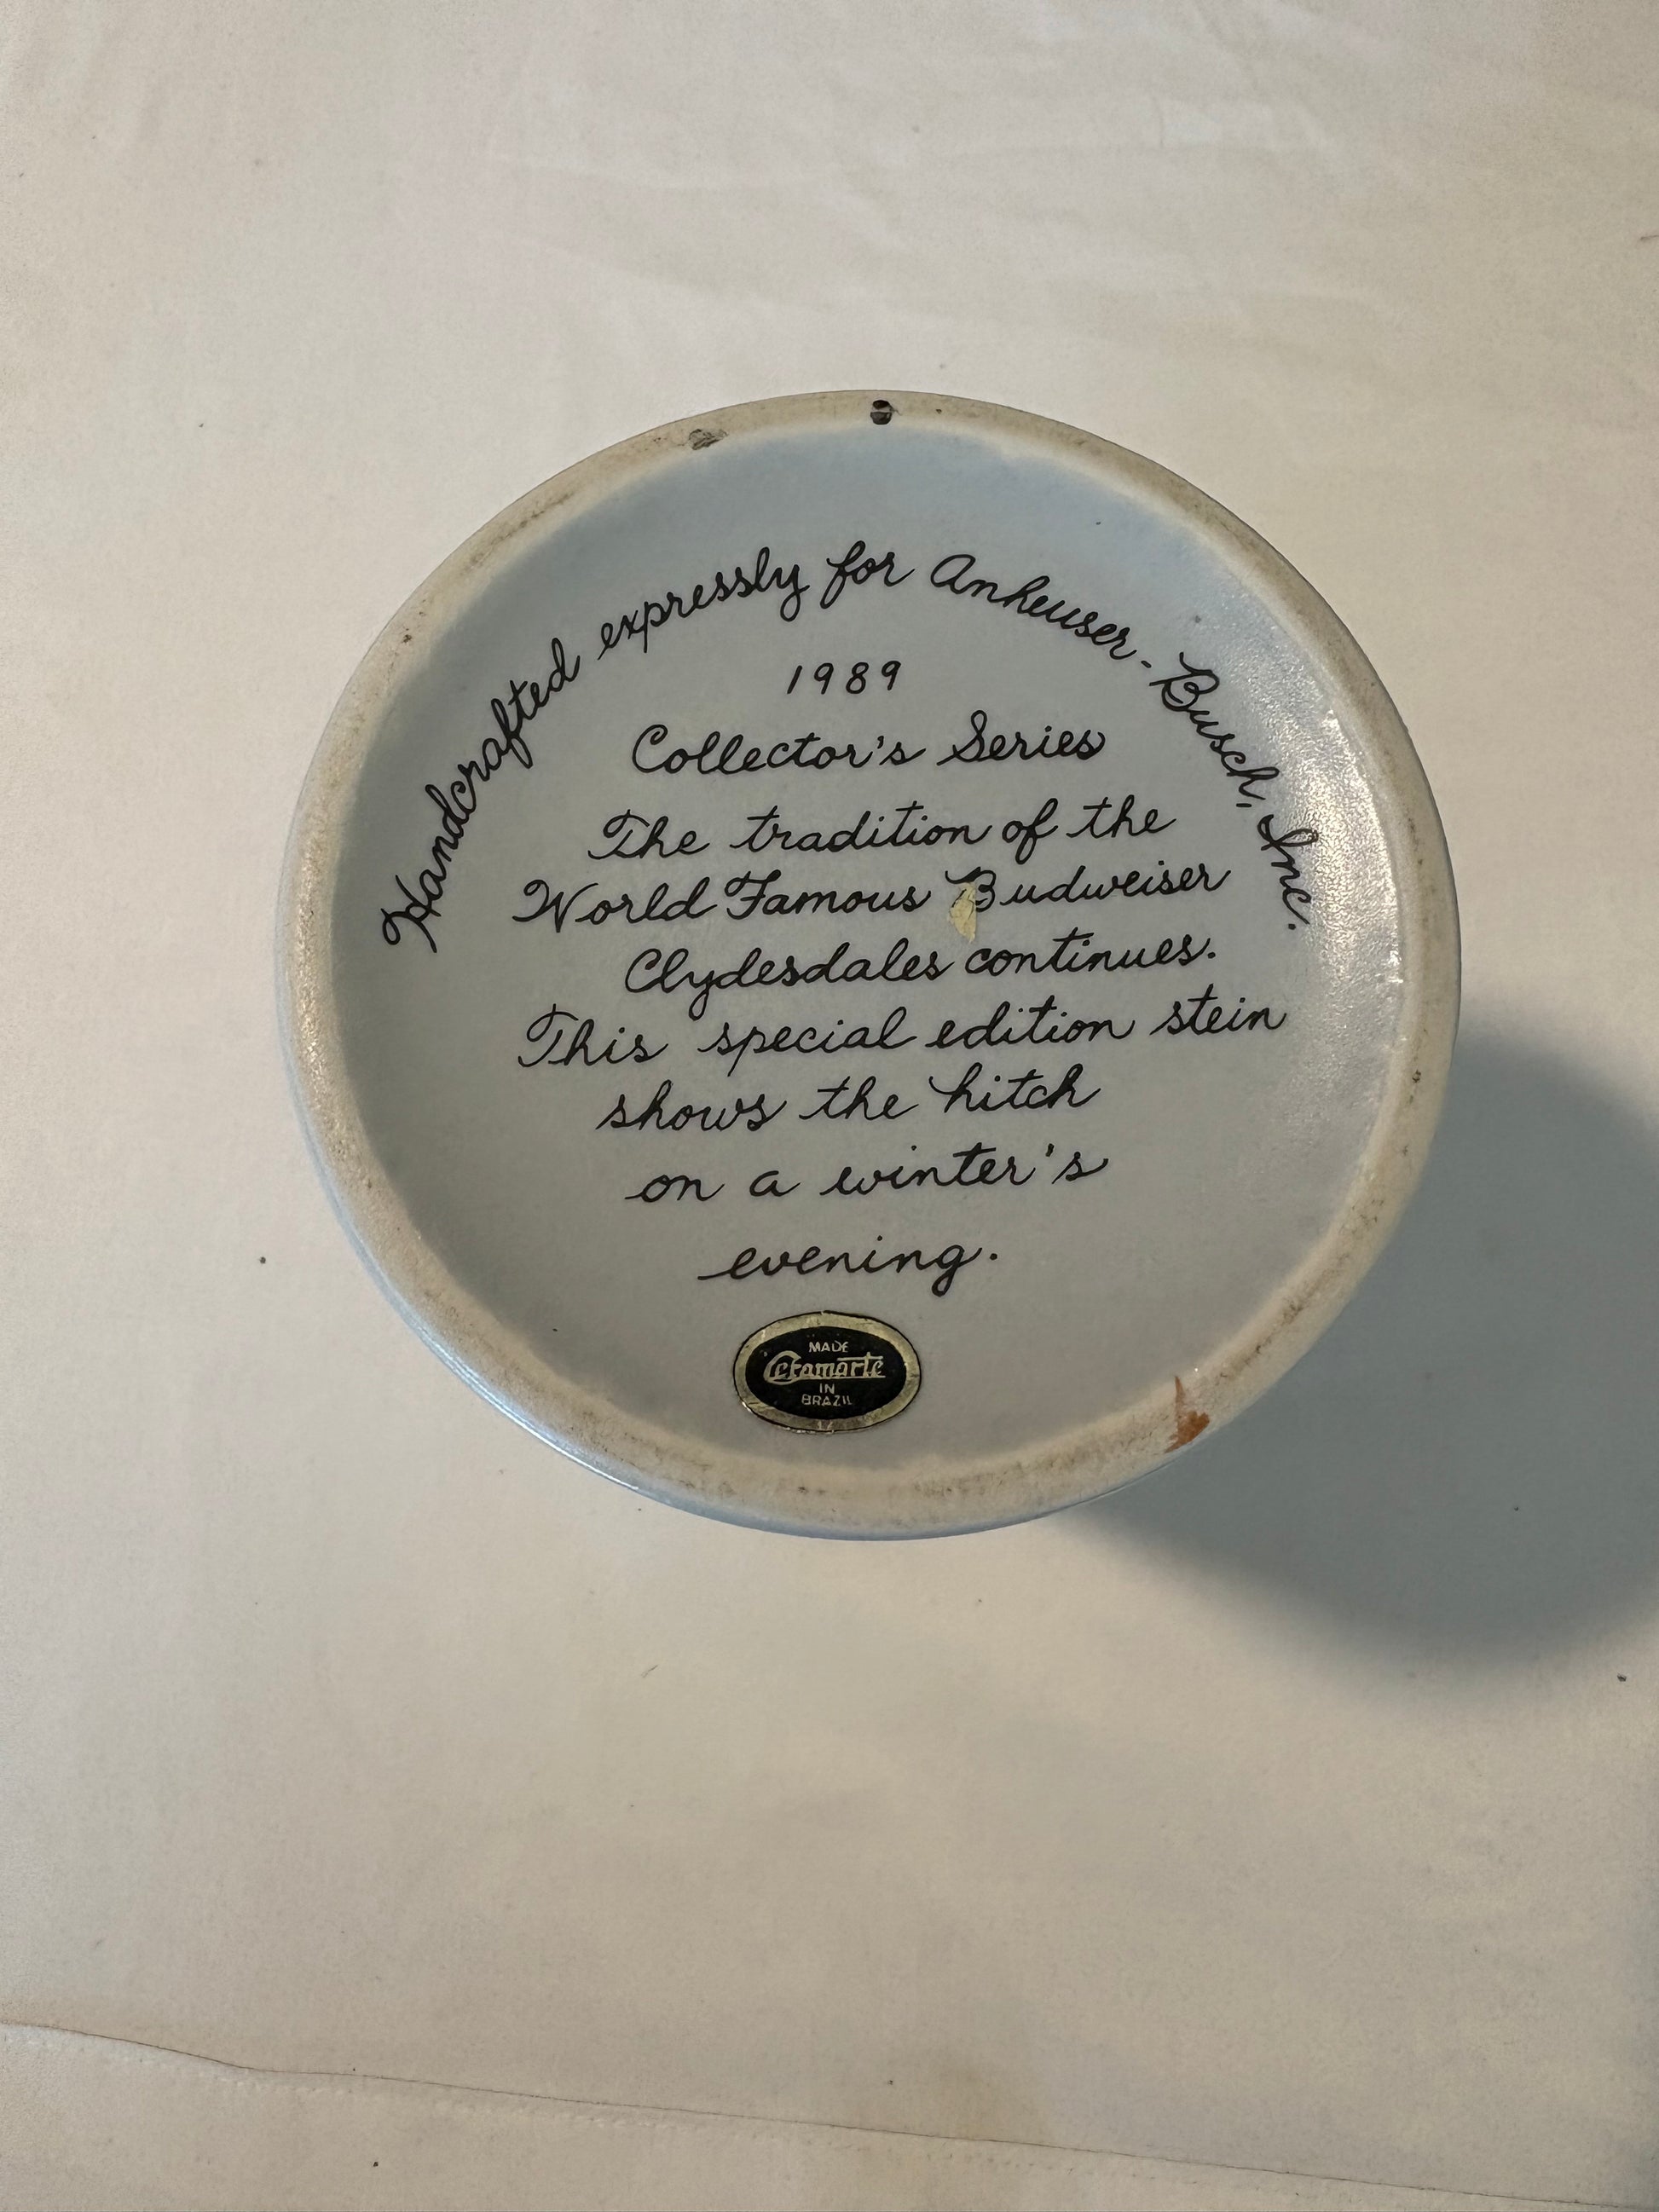 Handcrafted expressly for Anheuser-Busch, Inc.
1989
Collector's Series
The tradition of the
World Famous Budweiser
Clydesdales continues.
This special edition stein
shows the hitch
on a winter's
evening.
MADE
Ceramarte
IN
BRAZIL